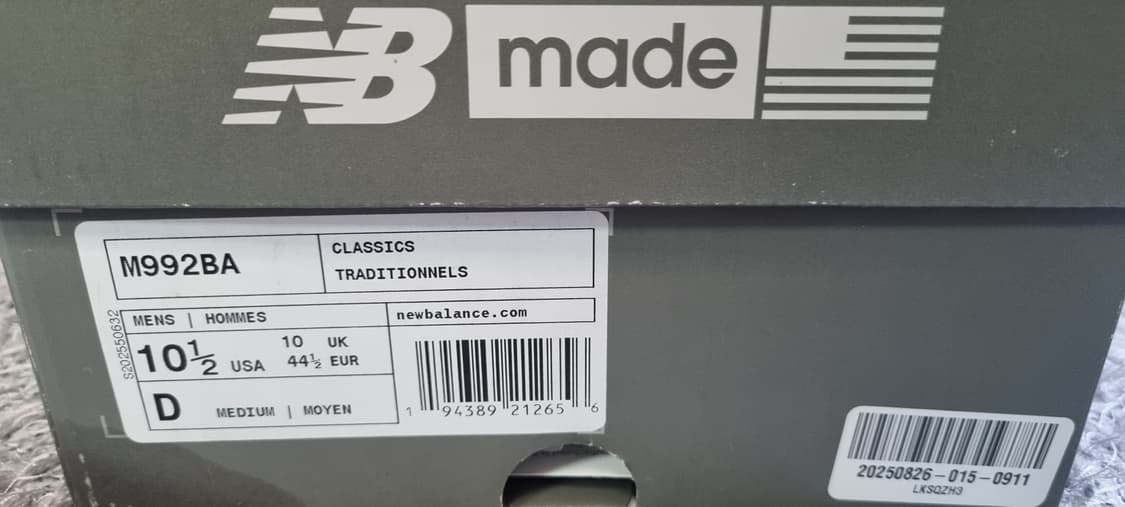 NB made
M992BA
CLASSICS
TRADITIONNELS
MENS | HOMMES
newbalance.com
10½ USA
10 UK
44½ EUR
D MEDIUM | MOYEN
S202550632
1 94389 21265 6
20250826-015-0911
LKSQZH3